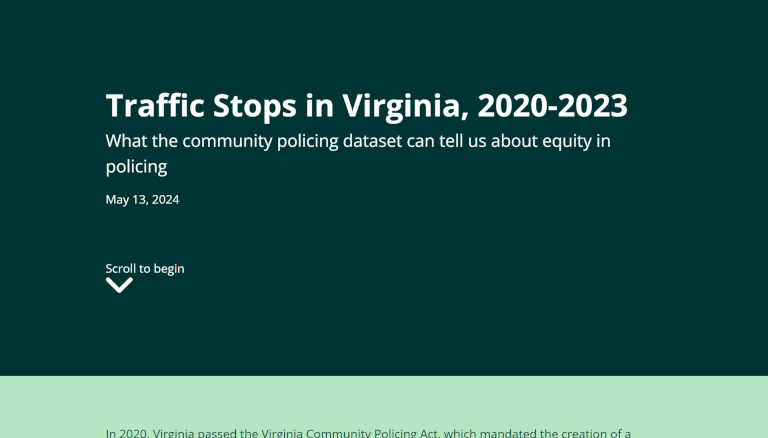 Traffic Stops in Virginia, 2020-2023
What the community policing dataset can tell us about equity in
policing
May 13, 2024
Scroll to begin
In 2020, Virginia passed the Virginia Community Policing Act, which mandated the creation of a